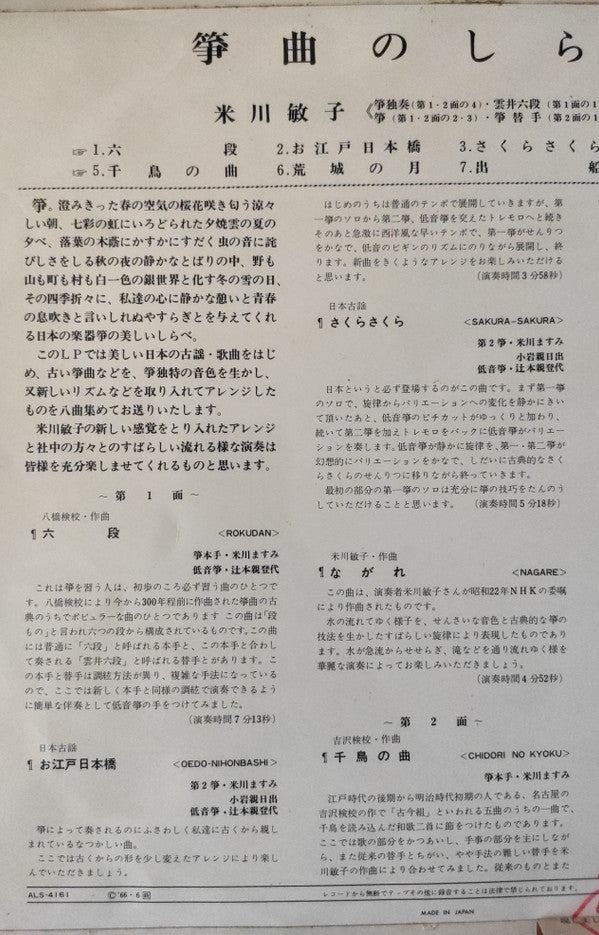 箏曲のしら
米川敏子
《箏独奏(第1・2面の4)・雲井六段(第1面の1
箏(第1・2面の2・3)・箏替手(第2面の1
☞1.六段 2.お江戸日本橋 3.さくらさくら
☞5.千鳥の曲 6.荒城の月 7.出船
箏。澄みきった春の空気の桜花咲き匂う涼々
しい朝、七彩の虹にいろどられた夕焼雲の夏の
夕べ、落葉の木蔭にかすかにすだく虫の音に詫
びしさをしる秋の夜の静かなとばりの中、野も
山も町も村も白一色の銀世界と化す冬の雪の日、
その四季折々に、私達の心に静かな憩いと青春
の息吹きと言いしれぬやすらぎとを与えてくれ
る日本の楽器箏の美しいしらべ。
このLPでは美しい日本の古謡・歌曲をはじ
め、古い箏曲などを、箏独特の音色を生かし、
又新しいリズムなどを取り入れてアレンジし
たものを八曲集めてお送りいたします。
米川敏子の新しい感覚をとり入れたアレンジ
と社中の方々とのすばらしい流れる様な演奏は
皆様を充分楽しませてくれるものと思います。
~第1面~
八橋検校・作曲
¶六段 <ROKUDAN>
箏本手・米川ますみ
低音箏・辻本親登代
これは箏を習う人は、初歩のころ必ず習う曲のひとつで
す。八橋検校により今から300年程前に作曲された箏曲の古
典のうちでポピュラーな曲のひとつであります この曲は「段
もの」と言われ六つの段から構成されているものです。この曲
には普通に「六段」と呼ばれる本手と、この本手と合わし
て奏される「雲井六段」と呼ばれる替手とがあります。こ
の本手と替手は調絃方法が異り、複雑な手法になっている
ので、ここでは新しく本手と同様の調絃で演奏できるよう
に簡単な伴奏として低音箏の手をつけてみました。
(演奏時間7分13秒)
日本古謡
¶お江戸日本橋 <OEDO-NIHONBASHI>
第2箏・米川ますみ
小岩親日出
低音箏・辻本親登代
箏によって奏されるのにふさわしく私達に古くから親し
まれているなつかしい曲。
ここでは古くからの形を少し変えたアレンジにより楽し
んでいただきましょう。
はじめのうちは普通のテンポで展開していきますが、第
一箏のソロから第二箏、低音箏を変えたトレモロへと続き
そのあと急激に西洋風な早いテンポで、第一箏がせんりつ
をかなで、低音のビギンのリズムにのりながら展開し、終
ります。新曲をきくようなアレンジをお楽しみいただける
と思います。 (演奏時間3分58秒)
日本古謡
¶さくらさくら <SAKURA-SAKURA>
第2箏・米川ますみ
小岩親日出
低音箏・辻本親登代
日本というと必ず登場するのがこの曲です。まず第一箏
のソロで、旋律からバリエーションへの変化を静かにきい
て頂いたあと、低音箏のピチカットがゆっくりと加わり、
続いて第二箏を加えトレモロをバックに低音箏がバリエー
ションを奏します。低音箏が静かに旋律を、第一・第二箏が
幻想的にバリエーションをかなで、しだいに古典的なさく
らさくらのせんりつに移りながら終っていきます。
最初の部分の第一箏のソロは充分に箏の技巧をたんのう
していただけることと思います。 (演奏時間5分18秒)
米川敏子・作曲
¶ながれ <NAGARE>
この曲は、演奏者米川敏子さんが昭和22年NHKの委嘱
により作曲されたものです。
水の流れてゆく様子を、せんさいな音色と古典的な箏の
技法を生かしたすばらしい旋律により表現したものであり
ます。水が急流からせせらぎ、滝などを通り流れゆく様を
華麗な演奏によってお楽しみいただきましょう。
(演奏時間4分52秒)
~第2面~
吉沢検校・作曲
¶千鳥の曲 <CHIDORI NO KYOKU>
箏本手・米川ますみ
江戸時代の後期から明治時代初期の人である、名古屋の
吉沢検校の作で「古今組」といわれる五曲のうちの一曲で、
千鳥を読み込んだ和歌二首に節をつけたものであります。
ここでは歌の部分をかつあいし、手事の部分を主にしなが
ら、また従来の替手とちがい、やや手法の難しい替手を米
川敏子の作曲により合わせてみました。従来のものとまた
ALS-4161 Ⓒ'66・6
レコードから無断でテープその他に録音することは法律で禁じられております。
MADE IN JAPAN